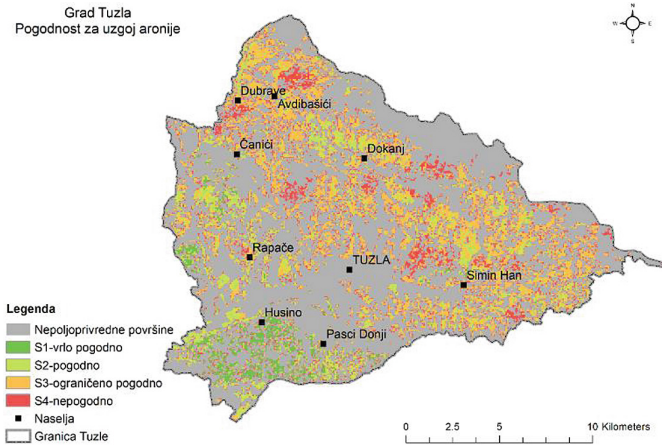 Grad Tuzla
Pogodnost za uzgoj aronije
N
W E
S
Dubrave
Avdibašići
Čanići
Dokanj
Rapače
TUZLA
Simin Han
Husino
Pasci Donji
Legenda
Nepoljoprivredne površine
S1-vrlo pogodno
S2-pogodno
S3-ograničeno pogodno
S4-nepogodno
Naselja
Granica Tuzle
0 2.5 5 10 Kilometers